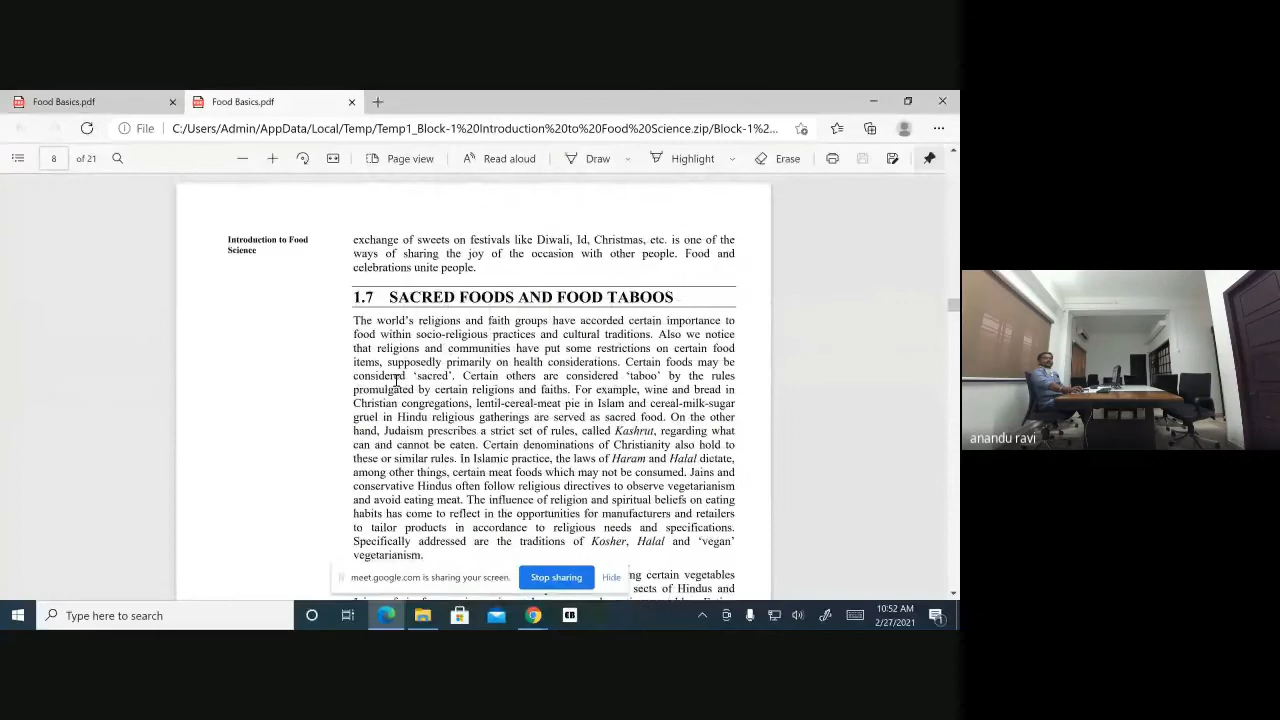 Food Basics.pdf
Food Basics.pdf
File
C:/Users/Admin/AppData/Local/Temp/Temp1_Block-1%20Introduction%20to%20Food%20Science.zip/Block-1%2...
8
of 21
Page view
Read aloud
Draw
Highlight
Erase
Introduction to Food
Science
exchange of sweets on festivals like Diwali, Id, Christmas, etc. is one of the
ways of sharing the joy of the occasion with other people. Food and
celebrations unite people.
1.7 SACRED FOODS AND FOOD TABOOS
The world's religions and faith groups have accorded certain importance to
food within socio-religious practices and cultural traditions. Also we notice
that religions and communities have put some restrictions on certain food
items, supposedly primarily on health considerations. Certain foods may be
considered 'sacred'. Certain others are considered 'taboo' by the rules
promulgated by certain religions and faiths. For example, wine and bread in
Christian congregations, lentil-cereal-meat pie in Islam and cereal-milk-sugar
gruel in Hindu religious gatherings are served as sacred food. On the other
hand, Judaism prescribes a strict set of rules, called Kashrut, regarding what
can and cannot be eaten. Certain denominations of Christianity also hold to
these or similar rules. In Islamic practice, the laws of Haram and Halal dictate,
among other things, certain meat foods which may not be consumed. Jains and
conservative Hindus often follow religious directives to observe vegetarianism
and avoid eating meat. The influence of religion and spiritual beliefs on eating
habits has come to reflect in the opportunities for manufacturers and retailers
to tailor products in accordance to religious needs and specifications.
Specifically addressed are the traditions of Kosher, Halal and 'vegan'
vegetarianism.
ng certain vegetables
sects of Hindus and
meet.google.com is sharing your screen.
Stop sharing
Hide
anandu ravi
Type here to search
EB
10:52 AM
2/27/2021
1